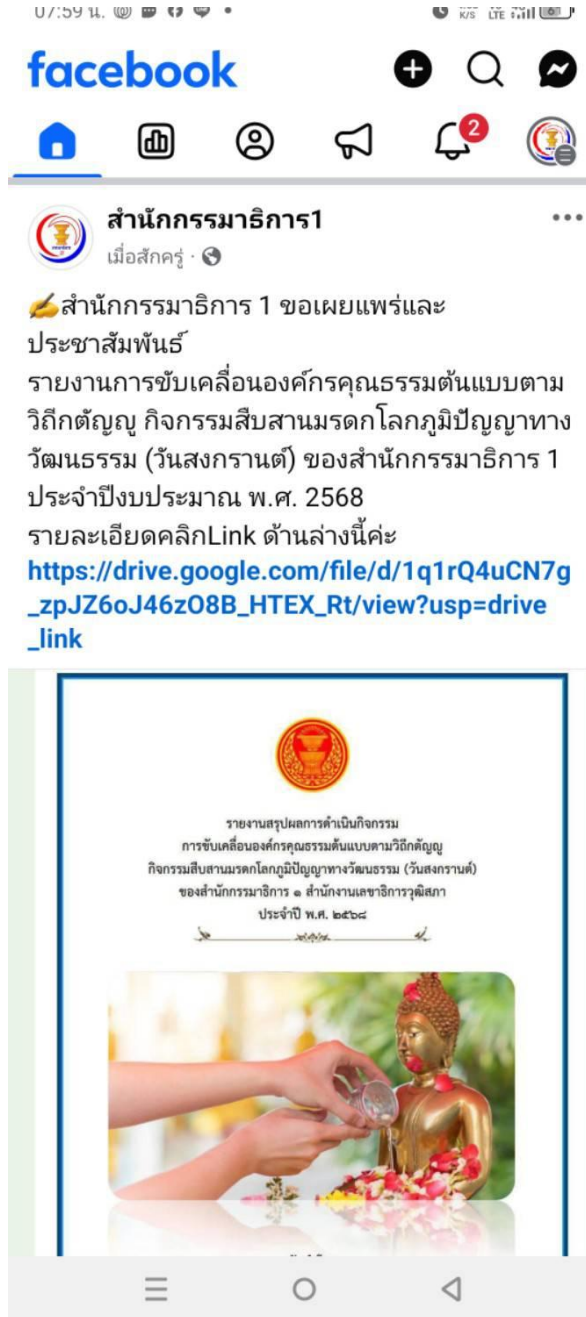 07:59 น.
K/S LTE
facebook
2
สำนักกรรมาธิการ1
เมื่อสักครู่ ·
✍️สำนักกรรมาธิการ 1 ขอเผยแพร่และ
ประชาสัมพันธ์
รายงานการขับเคลื่อนองค์กรคุณธรรมต้นแบบตาม
วิถีกตัญญู กิจกรรมสืบสานมรดกโลกภูมิปัญญาทาง
วัฒนธรรม (วันสงกรานต์) ของสำนักกรรมาธิการ 1
ประจำปีงบประมาณ พ.ศ. 2568
รายละเอียดคลิกLink ด้านล่างนี้ค่ะ
https://drive.google.com/file/d/1q1rQ4uCN7g
_zpJZ6oJ46zO8B_HTEX_Rt/view?usp=drive
_link
รายงานสรุปผลการดำเนินกิจกรรม
การขับเคลื่อนองค์กรคุณธรรมต้นแบบตามวิถีกตัญญู
กิจกรรมสืบสานมรดกโลกภูมิปัญญาทางวัฒนธรรม (วันสงกรานต์)
ของสำนักกรรมาธิการ ๑ สำนักงานเลขาธิการวุฒิสภา
ประจำปี พ.ศ. ๒๕๖๘